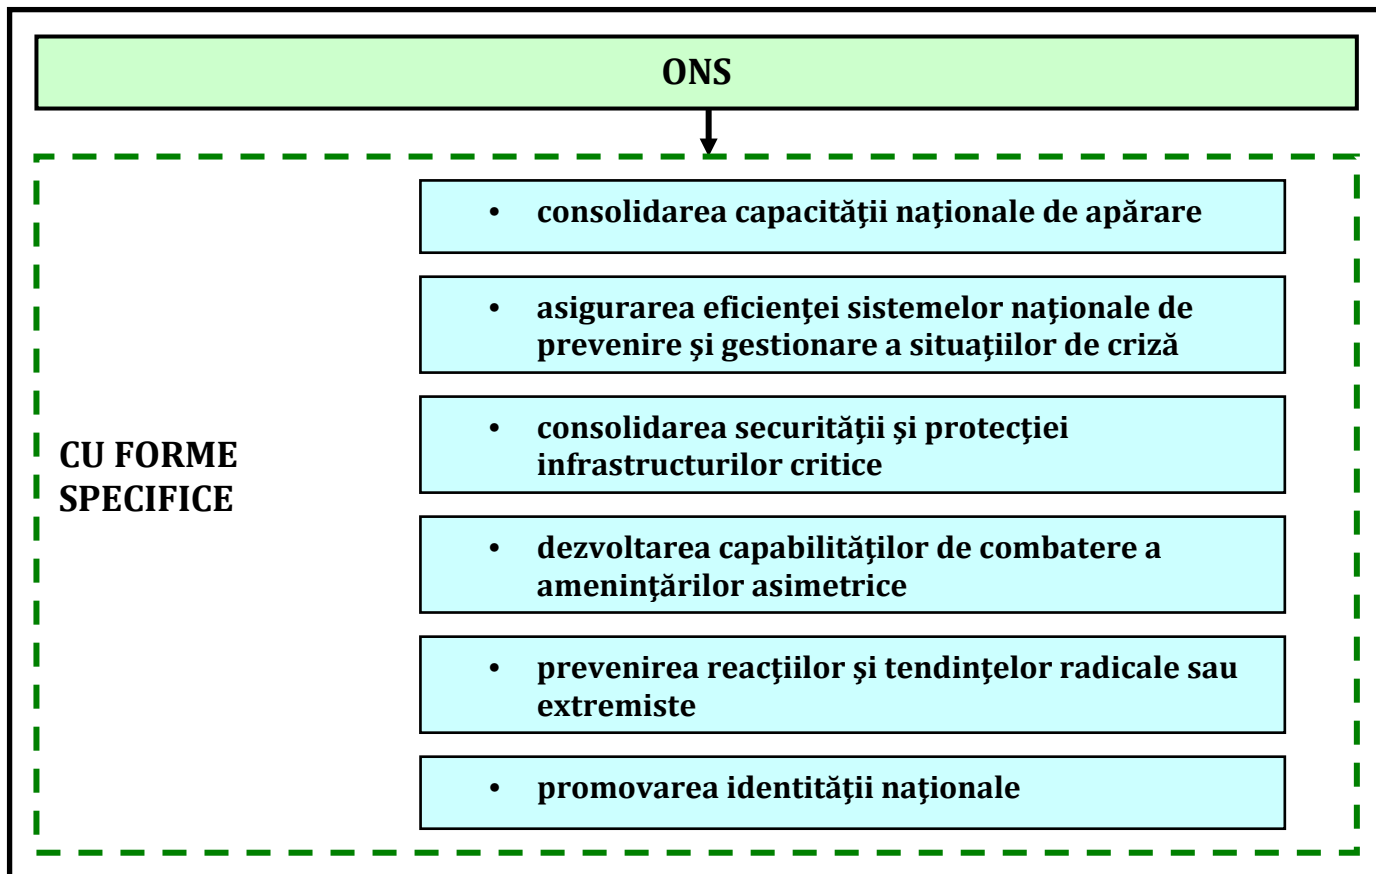 ONS
CU FORME
SPECIFICE
• consolidarea capacităţii naţionale de apărare
• asigurarea eficienţei sistemelor naţionale de
prevenire şi gestionare a situaţiilor de criză
• consolidarea securităţii şi protecţiei
infrastructurilor critice
• dezvoltarea capabilităţilor de combatere a
ameninţărilor asimetrice
• prevenirea reacţiilor şi tendinţelor radicale sau
extremiste
• promovarea identităţii naţionale